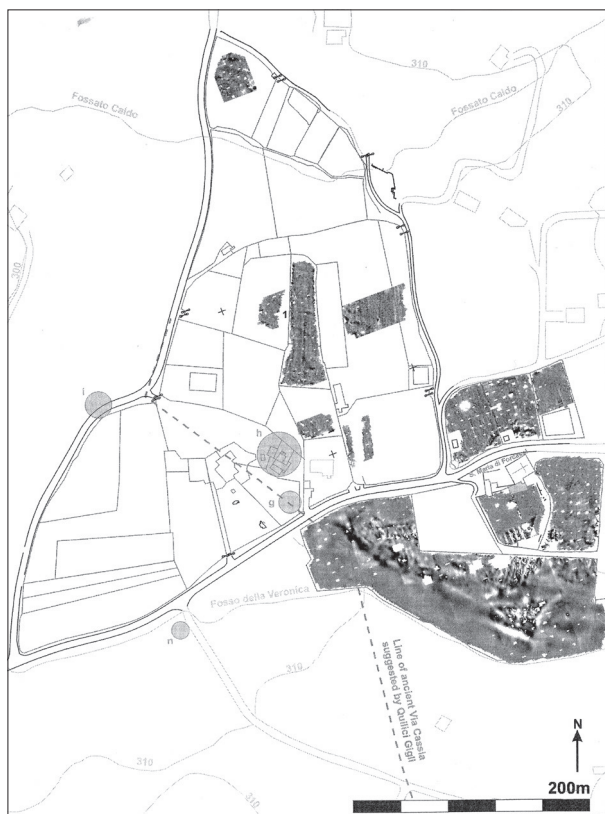 310
Fossato Caldo
Fossato Caldo
310
300
1
i
h
g
Maria di Forcassi
Fosso della Veronica
n
Line of ancient Via Cassia
suggested by Quilici Gigli
310
310
310
N
200m